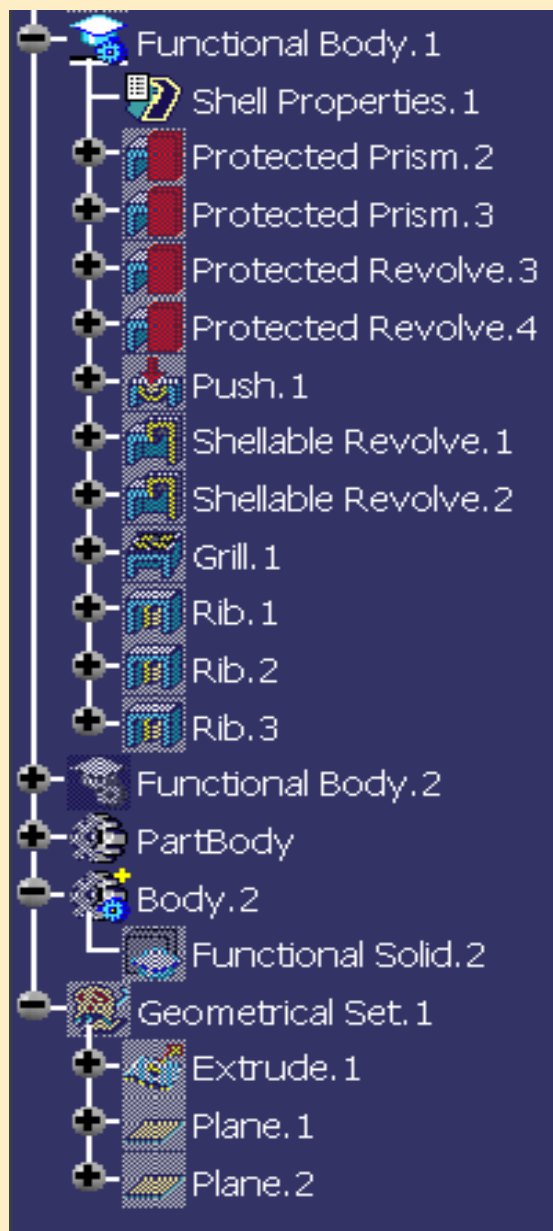 Functional Body.1
Shell Properties.1
Protected Prism.2
Protected Prism.3
Protected Revolve.3
Protected Revolve.4
Push.1
Shellable Revolve.1
Shellable Revolve.2
Grill.1
Rib.1
Rib.2
Rib.3
Functional Body.2
PartBody
Body.2
Functional Solid.2
Geometrical Set.1
Extrude.1
Plane.1
Plane.2